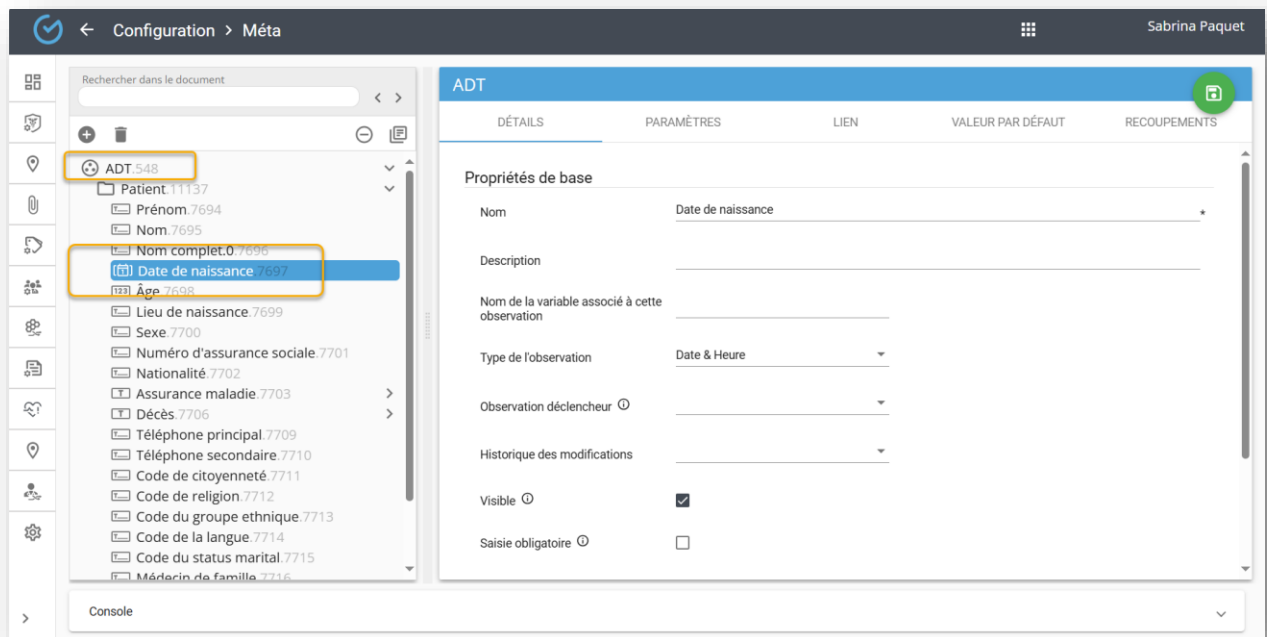 Configuration > Méta
Sabrina Paquet
Rechercher dans le document
ADT.548
Patient.11137
Prénom.7694
Nom.7695
Nom complet.0.7696
Date de naissance.7697
Âge.7698
Lieu de naissance.7699
Sexe.7700
Numéro d'assurance sociale.7701
Nationalité.7702
Assurance maladie.7703
Décès.7706
Téléphone principal.7709
Téléphone secondaire.7710
Code de citoyenneté.7711
Code de religion.7712
Code du groupe ethnique.7713
Code de la langue.7714
Code du status marital.7715
Médecin de famille.7716
ADT
DÉTAILS PARAMÈTRES LIEN VALEUR PAR DÉFAUT RECOUPEMENTS
Propriétés de base
Nom Date de naissance *
Description
Nom de la variable associé à cette
observation
Type de l'observation Date & Heure
Observation déclencheur
Historique des modifications
Visible
Saisie obligatoire
Console